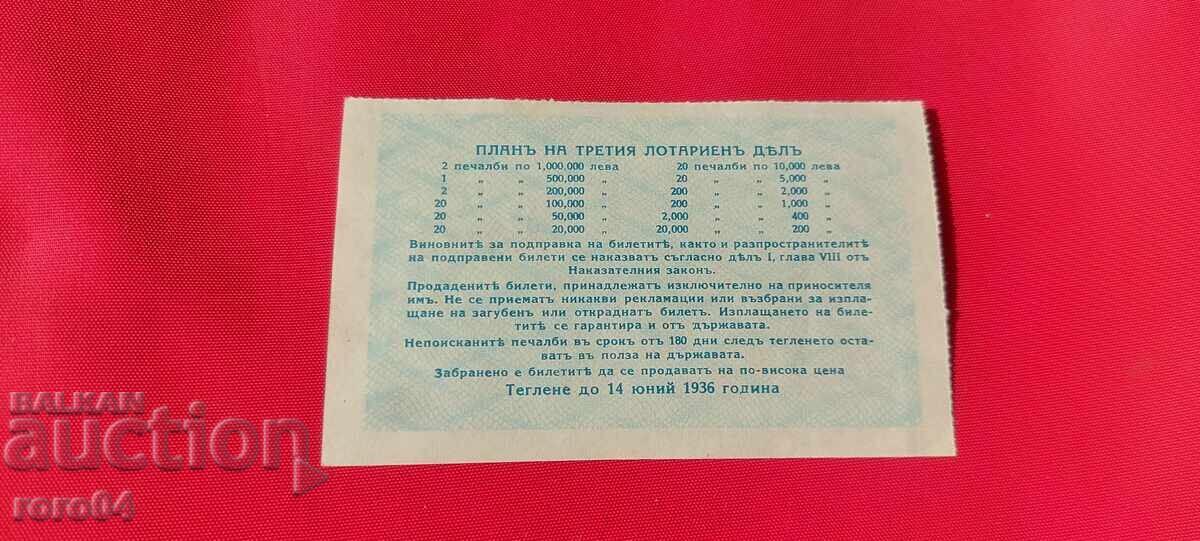 ПЛАНЪ НА ТРЕТИЯ ЛОТАРИЕНЪ ДѢЛЪ
2 печалби по 1,000,000 лева 20 печалби по 10,000 лева
1 „ „ 500,000 „ 20 „ „ 5,000 „
2 „ „ 200,000 „ 200 „ „ 2,000 „
20 „ „ 100,000 „ 200 „ „ 1,000 „
20 „ „ 50,000 „ 2,000 „ „ 400 „
20 „ „ 20,000 „ 20,000 „ „ 200 „
Виновнитѣ за подправка на билетитѣ, както и разпространителитѣ
на подправени билети се наказватъ съгласно дѣлъ I, глава VIII отъ
Наказателния законъ.
Продаденитѣ билети, принадлежатъ изключително на приносителя
имъ. Не се приематъ никакви рекламации или възбрани за изпла-
щане на загубенъ или откраднатъ билетъ. Изплащането на биле-
титѣ се гарантира и отъ държавата.
Непоисканитѣ печалби въ срокъ отъ 180 дни следъ тегленето оста-
ватъ въ полза на държавата.
Забранено е билетитѣ да се продаватъ на по-висока цена
Теглене до 14 юний 1936 година
BALKAN
auction
roro04